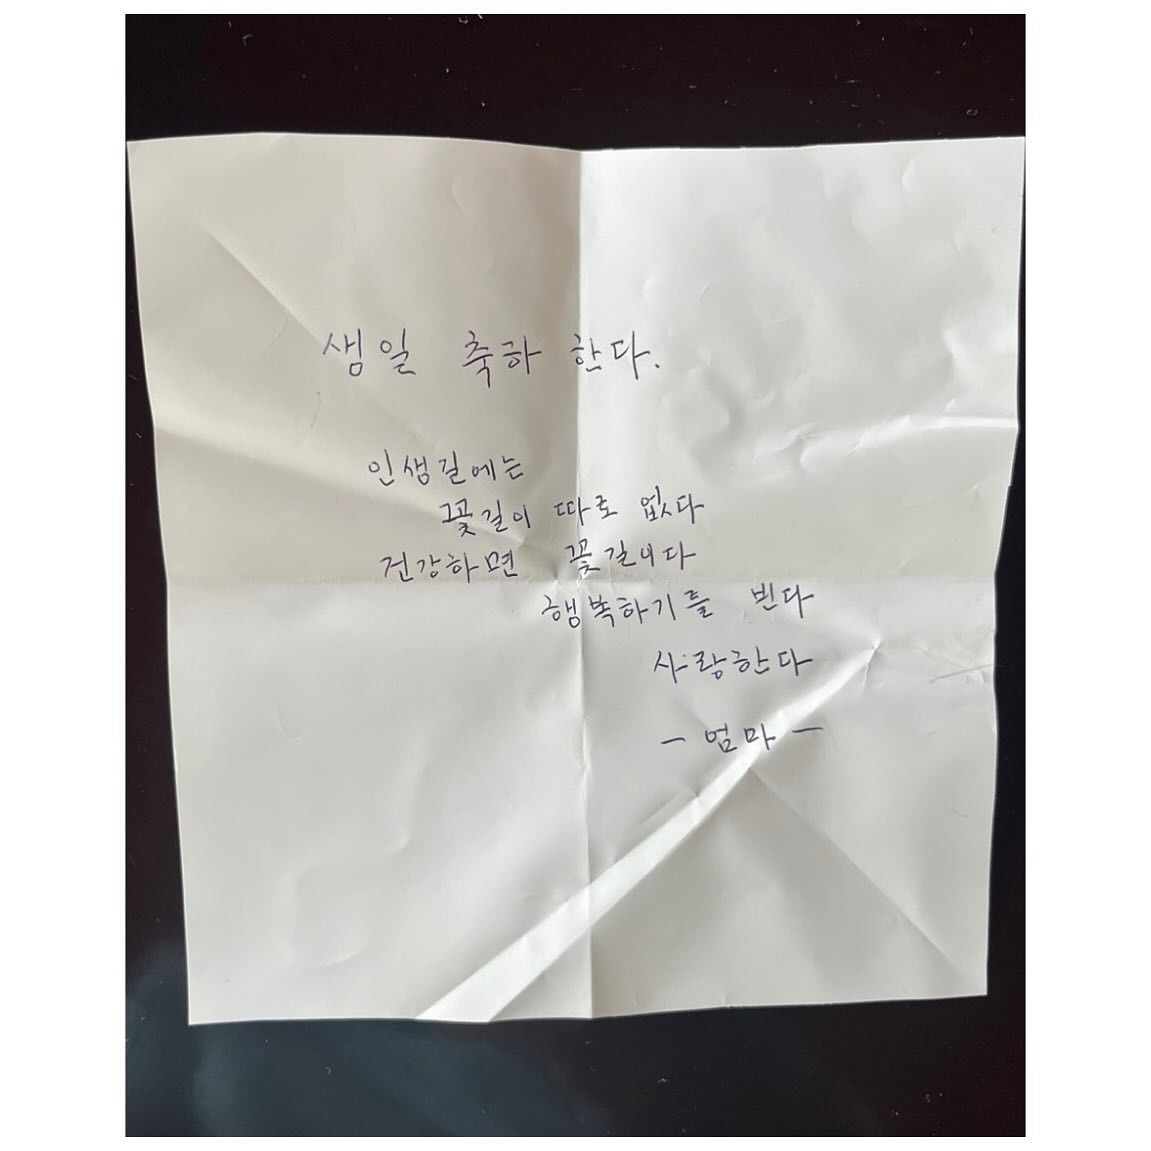 생일 축하 한다.
인생길에는
꽃길이 따로 없다
건강하면 꽃길이다
행복하기를 빈다
사랑한다
- 엄마 -